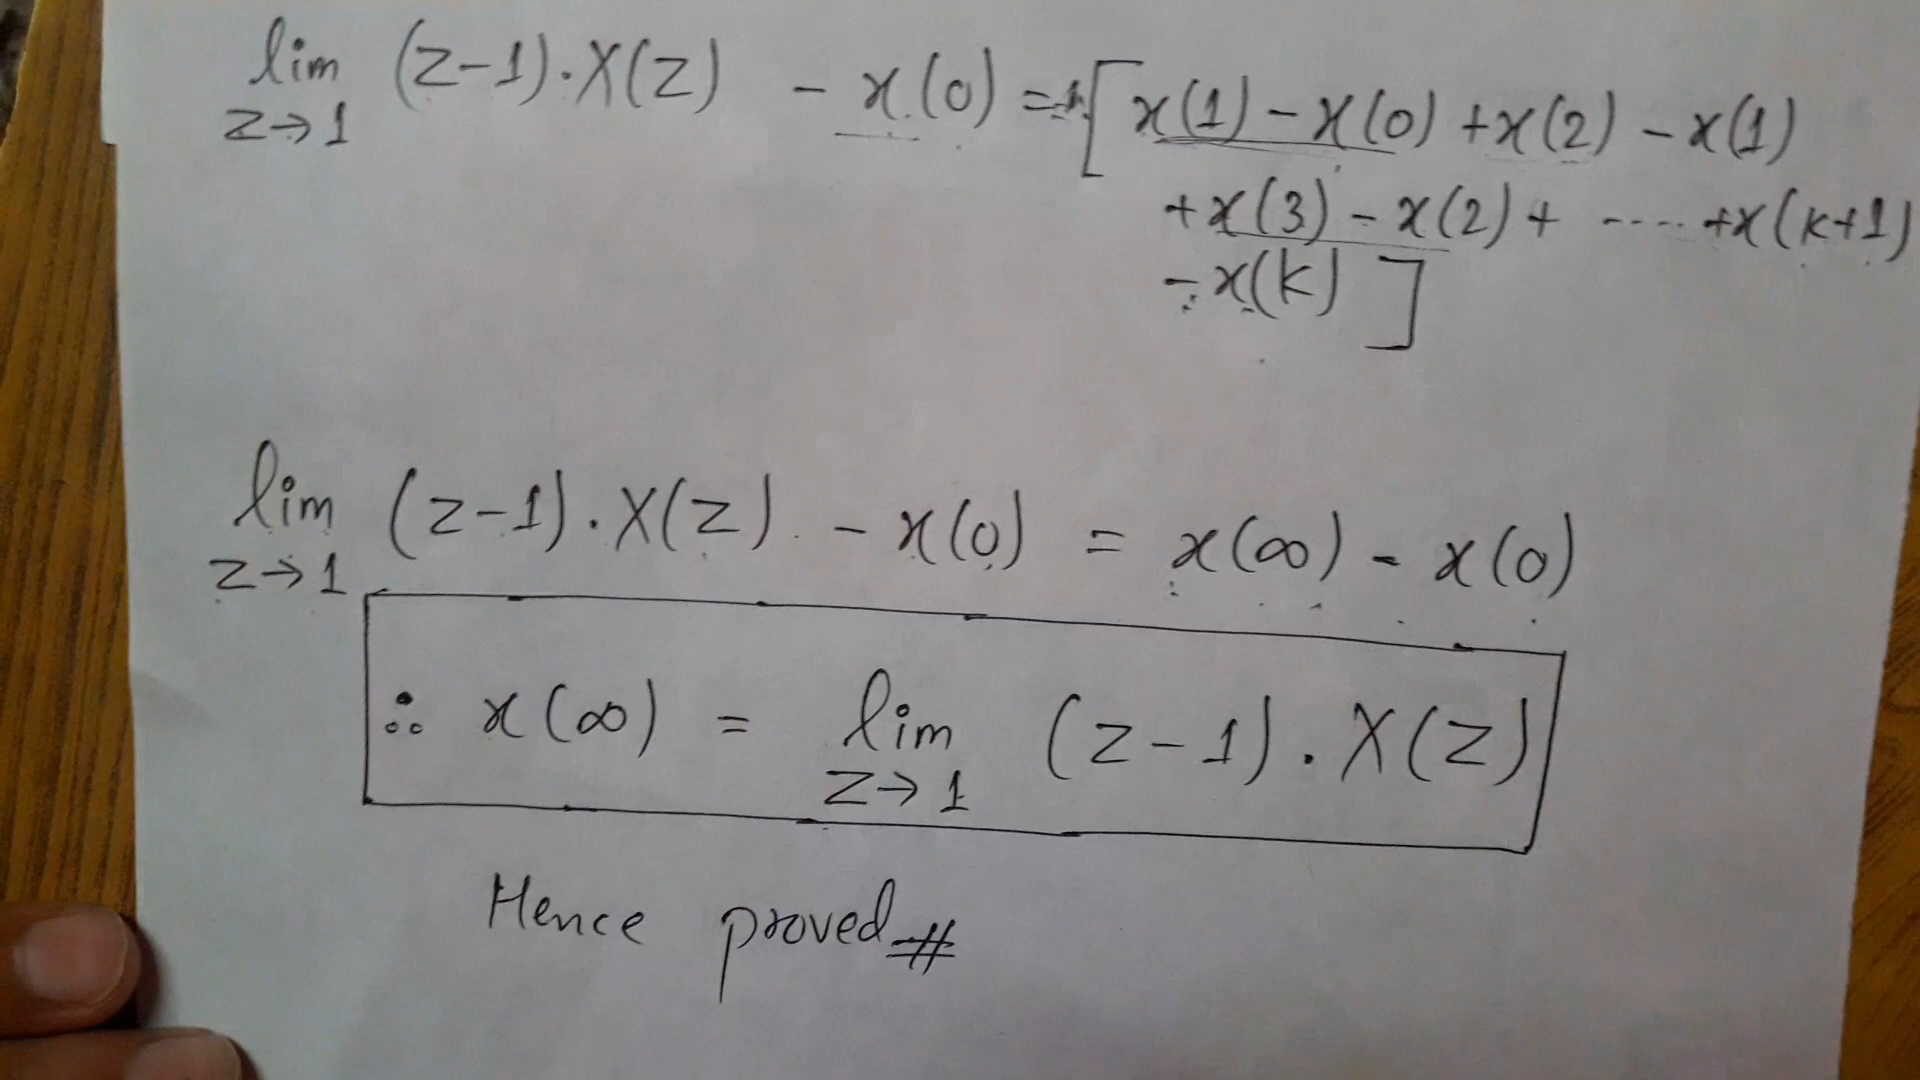 lim (z-1).X(z) - x(0) = [x(1) - x(0) + x(2) - x(1)
z→1
+x(3) - x(2) + ..... +x(k+1)
- x(k) ]
lim (z-1).X(z) - x(0) = x(∞) - x(0)
z→1
∴ x(∞) = lim (z-1).X(z)
z→1
Hence proved #